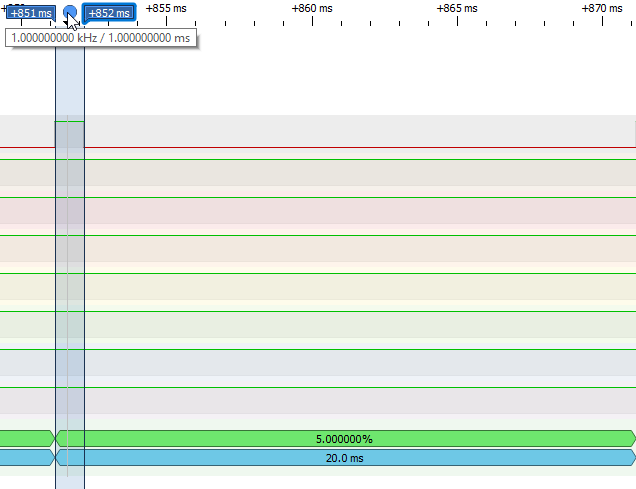 +851 ms
+852 ms
+855 ms
+860 ms
+865 ms
+870 ms
1.000000000 kHz / 1.000000000 ms
5.000000%
20.0 ms